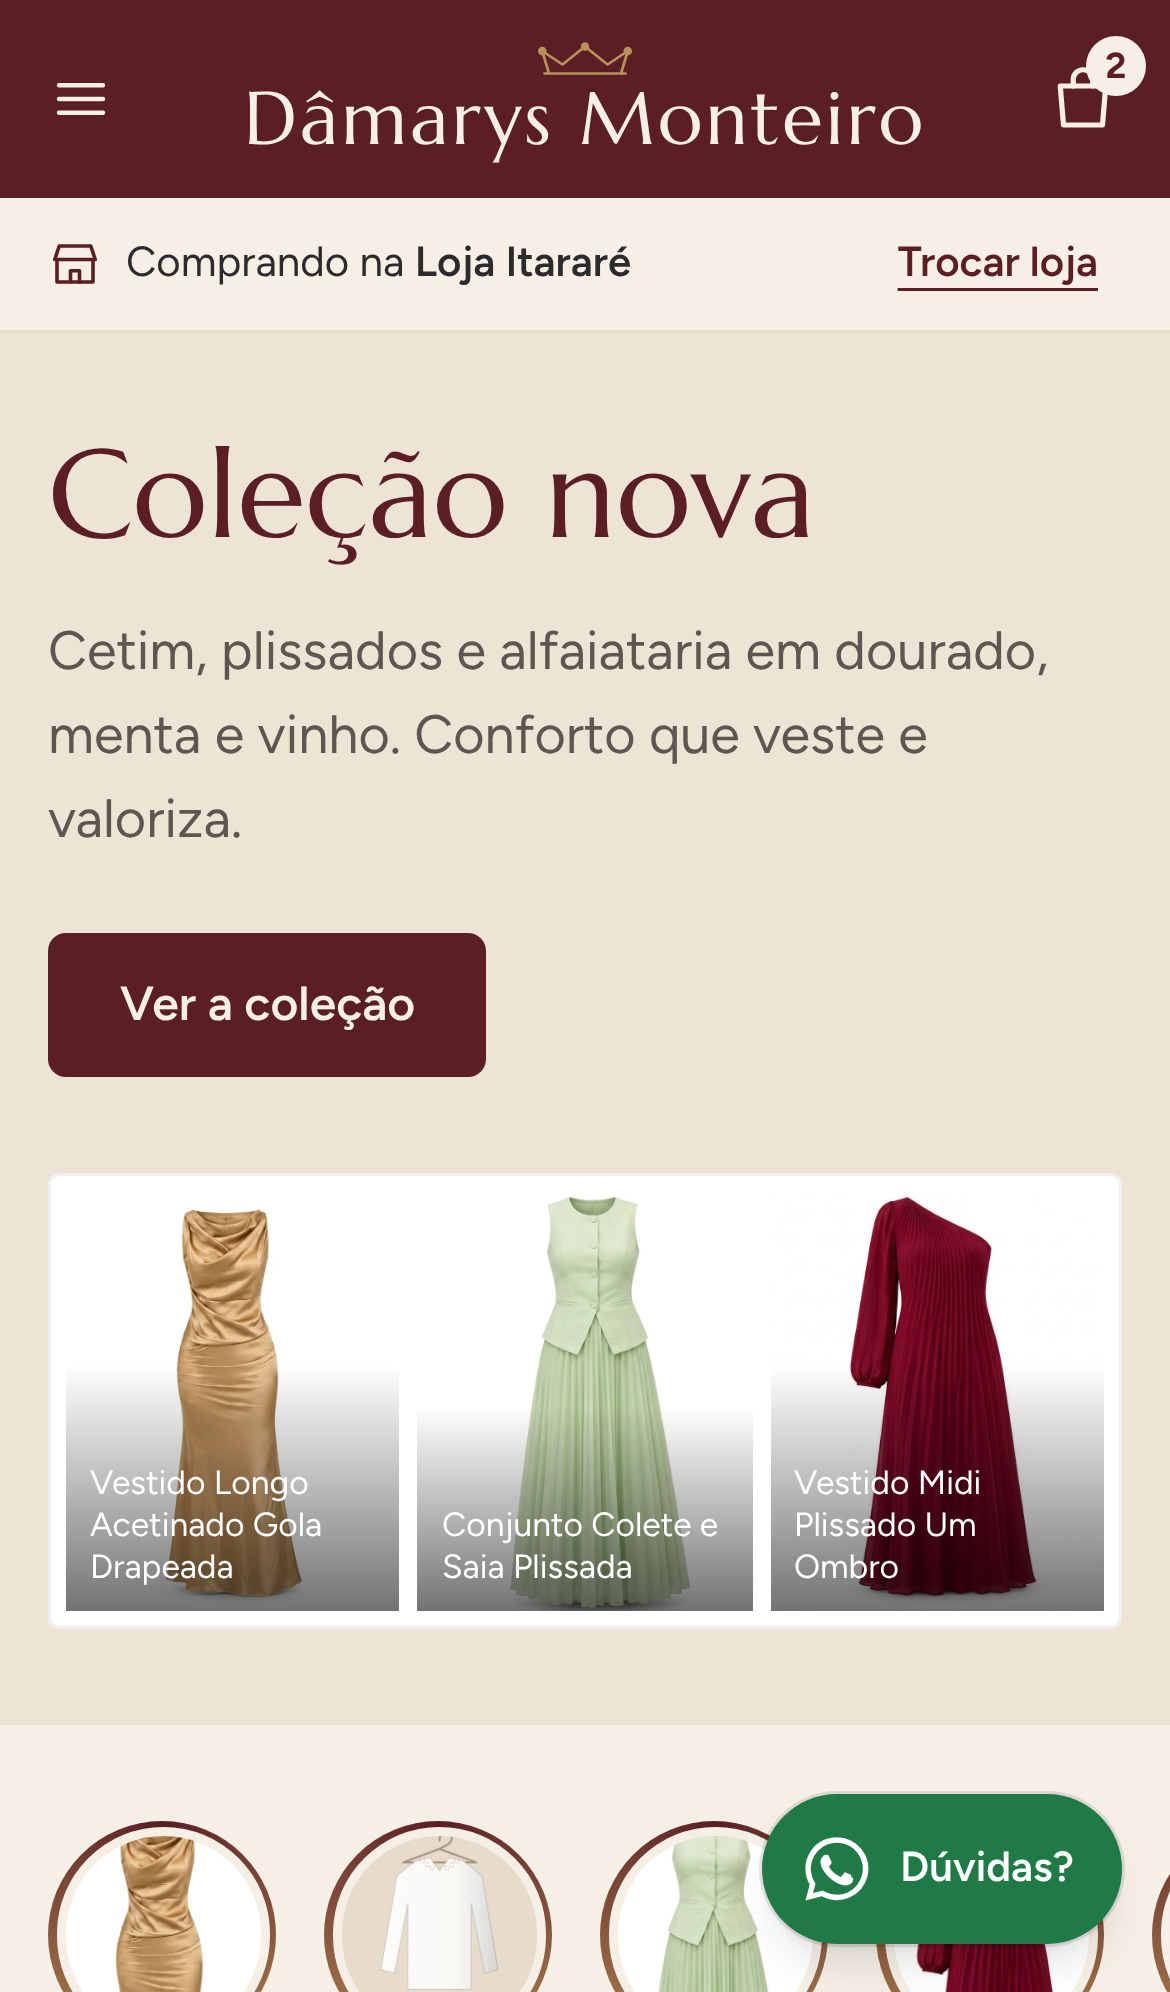 Dâmarys Monteiro
2
Comprando na Loja Itararé
Trocar loja
Coleção nova
Cetim, plissados e alfaiataria em dourado,
menta e vinho. Conforto que veste e
valoriza.
Ver a coleção
Vestido Longo
Acetinado Gola
Drapeada
Conjunto Colete e
Saia Plissada
Vestido Midi
Plissado Um
Ombro
Dúvidas?